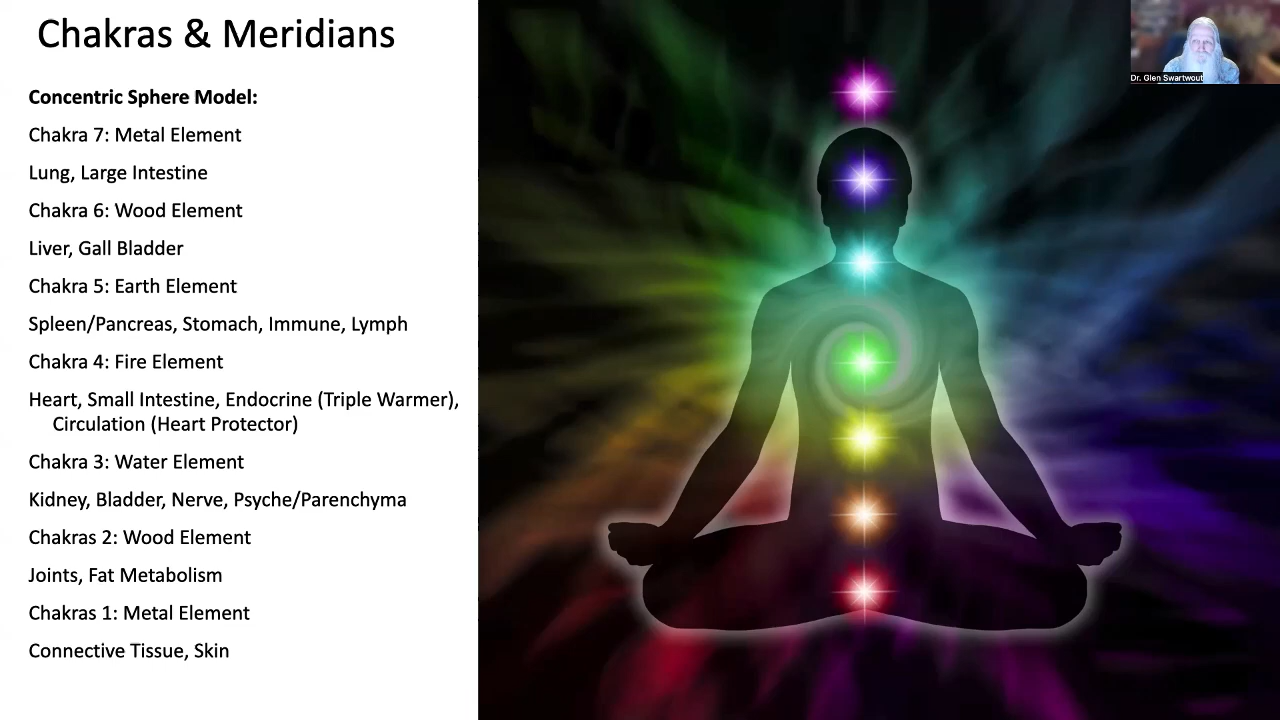 Chakras & Meridians
Concentric Sphere Model:
Chakra 7: Metal Element
Lung, Large Intestine
Chakra 6: Wood Element
Liver, Gall Bladder
Chakra 5: Earth Element
Spleen/Pancreas, Stomach, Immune, Lymph
Chakra 4: Fire Element
Heart, Small Intestine, Endocrine (Triple Warmer),
Circulation (Heart Protector)
Chakra 3: Water Element
Kidney, Bladder, Nerve, Psyche/Parenchyma
Chakras 2: Wood Element
Joints, Fat Metabolism
Chakras 1: Metal Element
Connective Tissue, Skin
Dr. Glen Swartwout